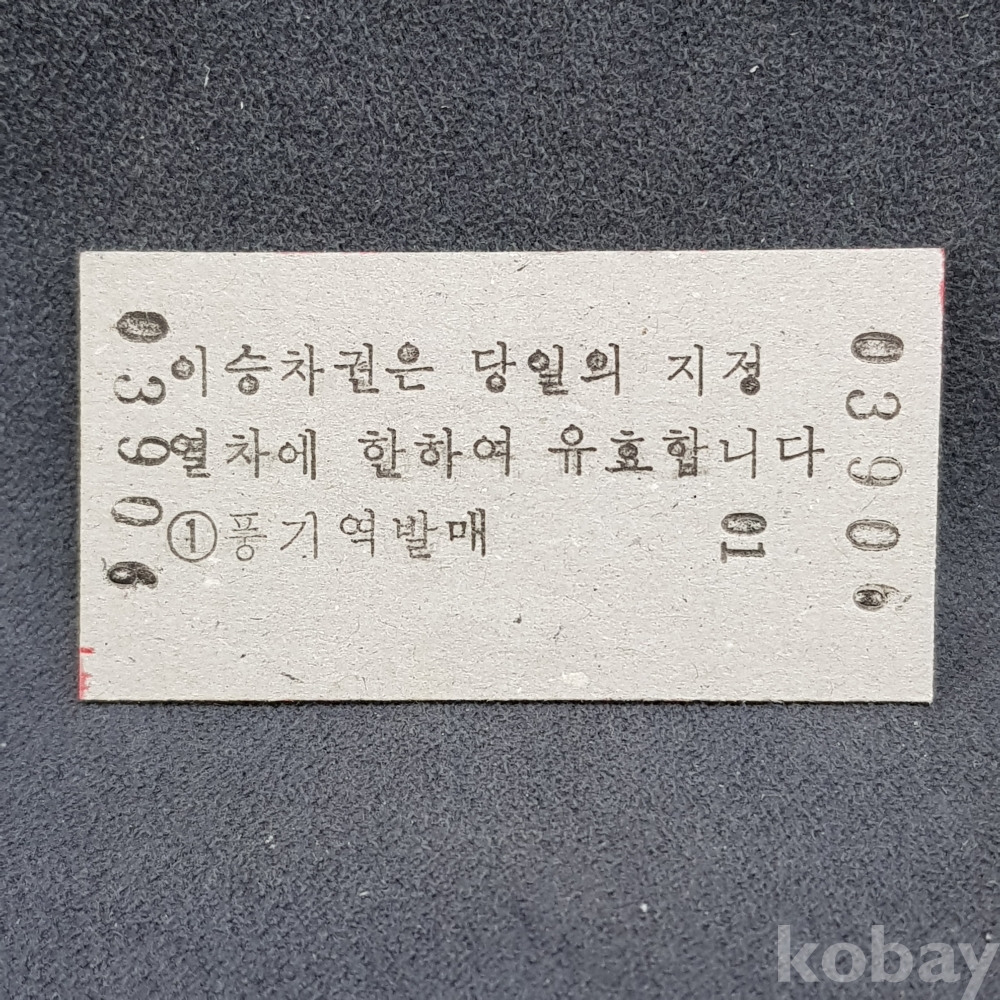 03906
이승차권은 당일의 지정
열차에 한하여 유효합니다
①풍기역발매
01
03906
kobay